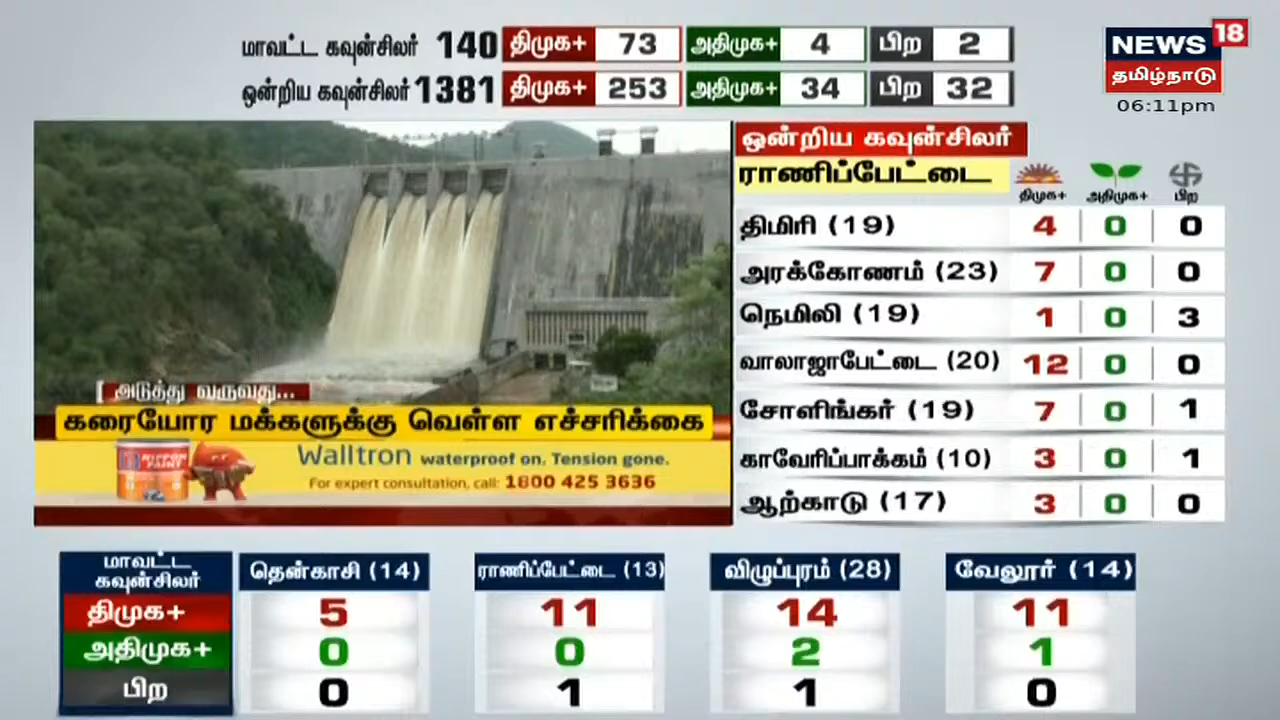 மாவட்ட கவுன்சிலர் 140 திமுக+ 73 அதிமுக+ 4 பிற 2
ஒன்றிய கவுன்சிலர் 1381 திமுக+ 253 அதிமுக+ 34 பிற 32
NEWS 18
தமிழ்நாடு
06:11pm
ஒன்றிய கவுன்சிலர்
ராணிப்பேட்டை
திமுக+ அதிமுக+ பிற
திமிரி (19) 4 0 0
அரக்கோணம் (23) 7 0 0
நெமிலி (19) 1 0 3
வாலாஜாபேட்டை (20) 12 0 0
சோளிங்கர் (19) 7 0 1
காவேரிப்பாக்கம் (10) 3 0 1
ஆற்காடு (17) 3 0 0
அடுத்து வருவது...
கரையோர மக்களுக்கு வெள்ள எச்சரிக்கை
NIPPON PAINT
Walltron waterproof on. Tension gone.
For expert consultation, call: 1800 425 3636
மாவட்ட கவுன்சிலர் தென்காசி (14) ராணிப்பேட்டை (13) விழுப்புரம் (28) வேலூர் (14)
திமுக+ 5 11 14 11
அதிமுக+ 0 0 2 1
பிற 0 1 1 0